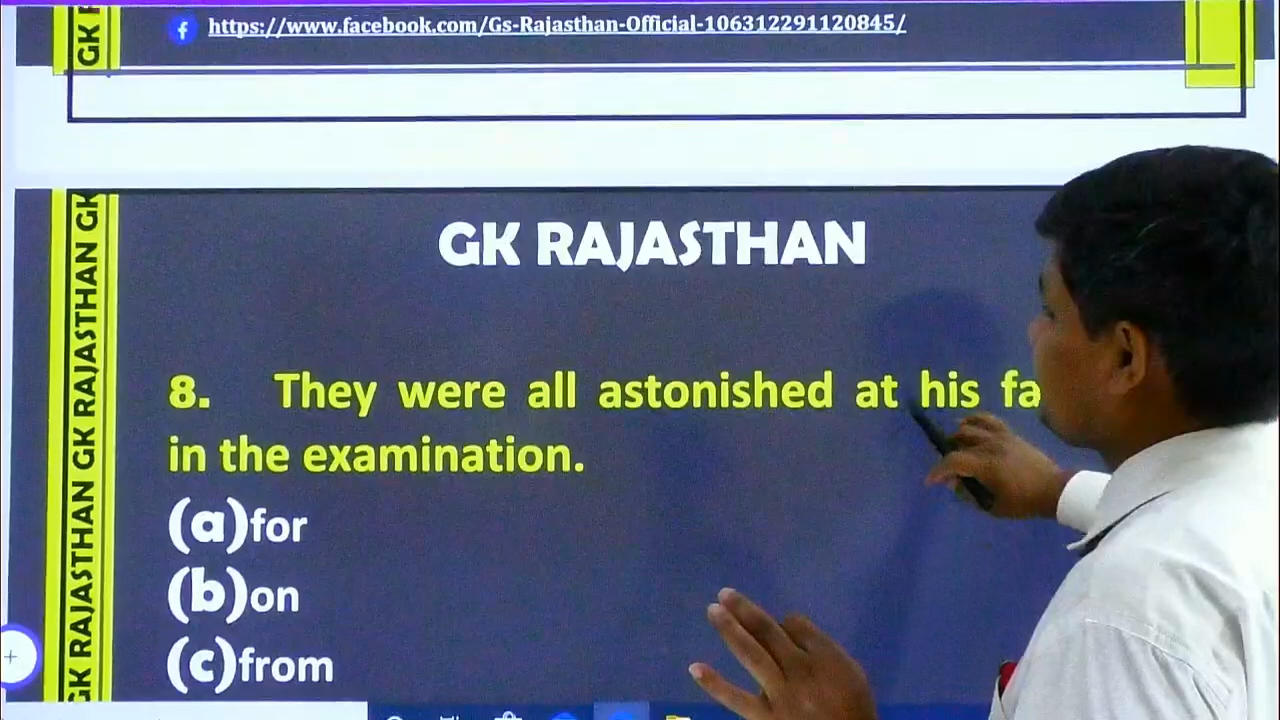 https://www.facebook.com/Gs-Rajasthan-Official-106312291120845/
GK RAJASTHAN
8. They were all astonished at his fa
in the examination.
(a)for
(b)on
(c)from
GK RAJASTHAN GK RAJASTHAN GK